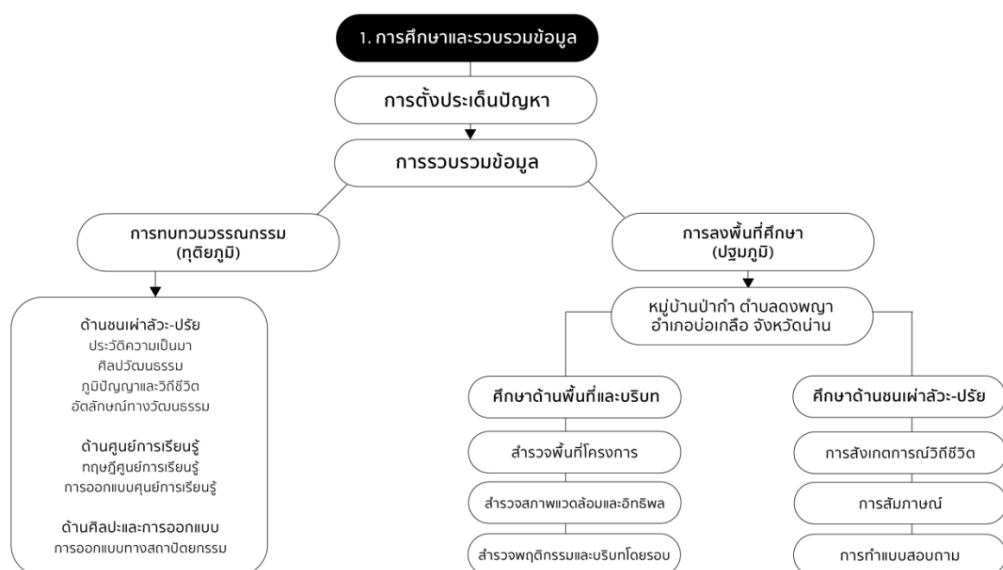 1. การศึกษาและรวบรวมข้อมูล
การตั้งประเด็นปัญหา
การรวบรวมข้อมูล
การทบทวนวรรณกรรม
(ทุติยภูมิ)
ด้านชนเผ่าลัวะ-ปรัย
ประวัติความเป็นมา
ศิลปวัฒนธรรม
ภูมิปัญญาและวิถีชีวิต
อัตลักษณ์ทางวัฒนธรรม
ด้านศูนย์การเรียนรู้
ทฤษฎีศูนย์การเรียนรู้
การออกแบบศูนย์การเรียนรู้
ด้านศิลปะและการออกแบบ
การออกแบบทางสถาปัตยกรรม
การลงพื้นที่ศึกษา
(ปฐมภูมิ)
หมู่บ้านป่ากำ ตำบลดงพญา
อำเภอบ่อเกลือ จังหวัดน่าน
ศึกษาด้านพื้นที่และบริบท
สำรวจพื้นที่โครงการ
สำรวจสภาพแวดล้อมและอิทธิพล
สำรวจพฤติกรรมและบริบทโดยรอบ
ศึกษาด้านชนเผ่าลัวะ-ปรัย
การสังเกตการณ์วิถีชีวิต
การสัมภาษณ์
การทำแบบสอบถาม